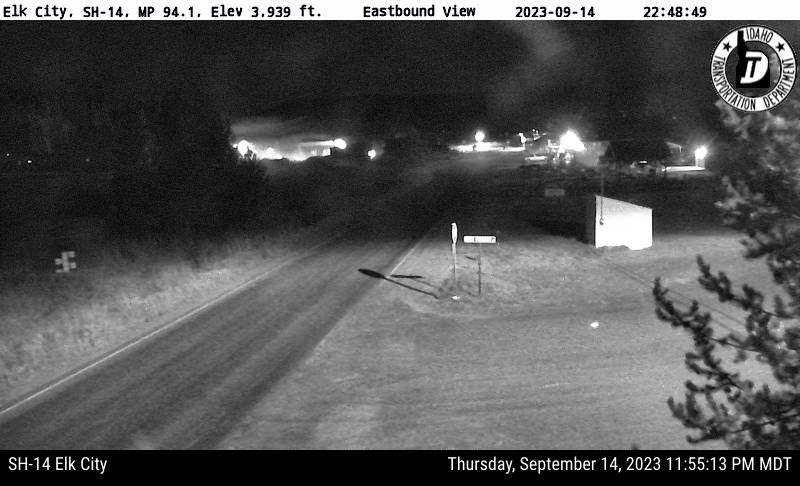 Elk City, SH-14, MP 94.1, Elev 3,939 ft. Eastbound View 2023-09-14 22:48:49
IDAHO
TRANSPORTATION DEPARTMENT
SH-14 Elk City Thursday, September 14, 2023 11:55:13 PM MDT